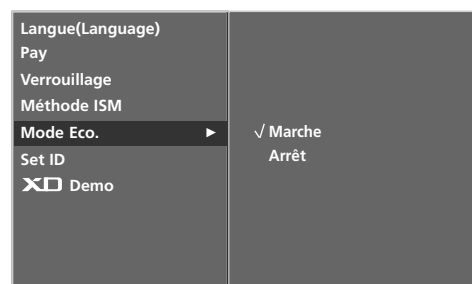 Langue(Language)
Pay
Verrouillage
Méthode ISM
Mode Eco. ►
√ Marche
Arrêt
Set ID
XD Demo